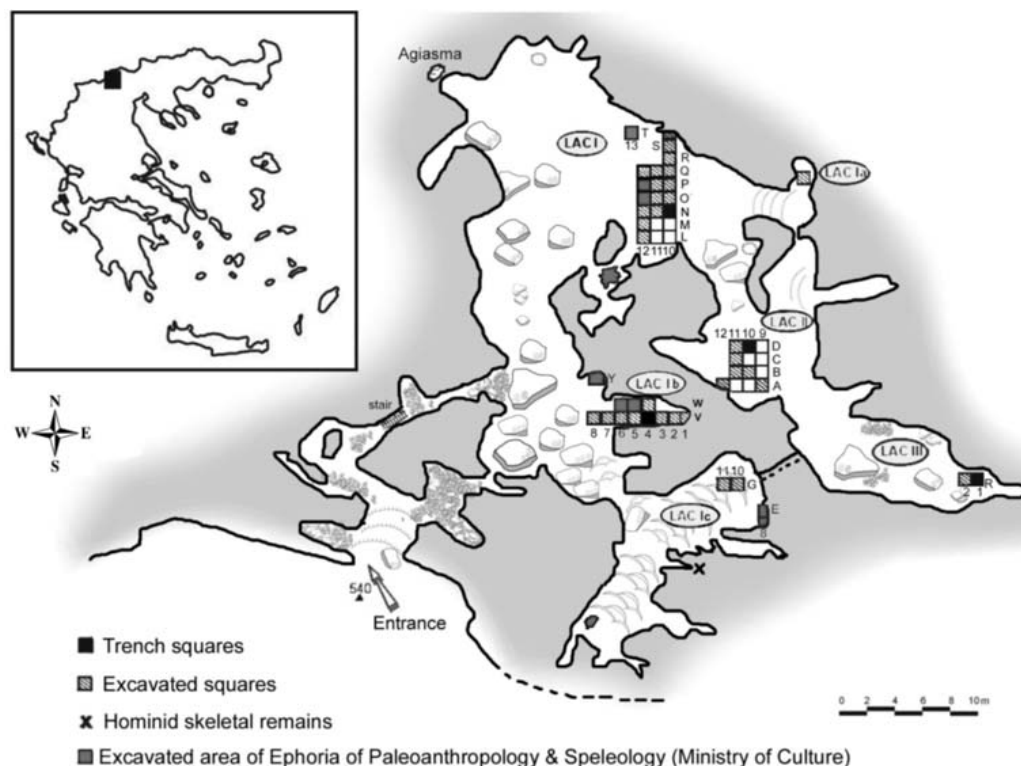 Agiasma
LAC I
T
13
S
R
Q
P
O
N
M
L
12 11 10
LAC Ia
LAC II
12 11 10 9
D
C
B
A
LAC Ib
Y
W
V
8 7 6 5 4 3 2 1
stair
N
W E
S
LAC III
R
2 1
11 10
G
LAC Ic
E
8
540
Entrance
Trench squares
Excavated squares
Hominid skeletal remains
Excavated area of Ephoria of Paleoanthropology & Speleology (Ministry of Culture)
0 2 4 6 8 10m